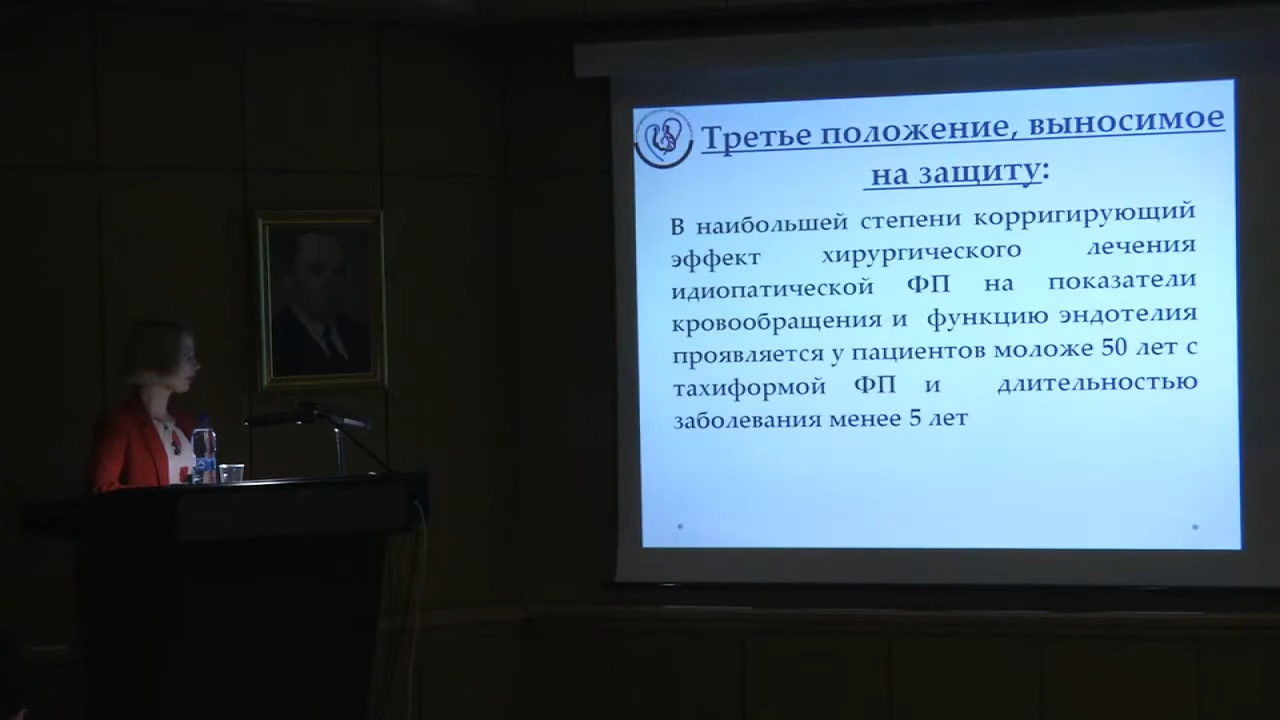 Третье положение, выносимое
на защиту:
В наибольшей степени корригирующий
эффект хирургического лечения
идиопатической ФП на показатели
кровообращения и функцию эндотелия
проявляется у пациентов моложе 50 лет с
тахиформой ФП и длительностью
заболевания менее 5 лет